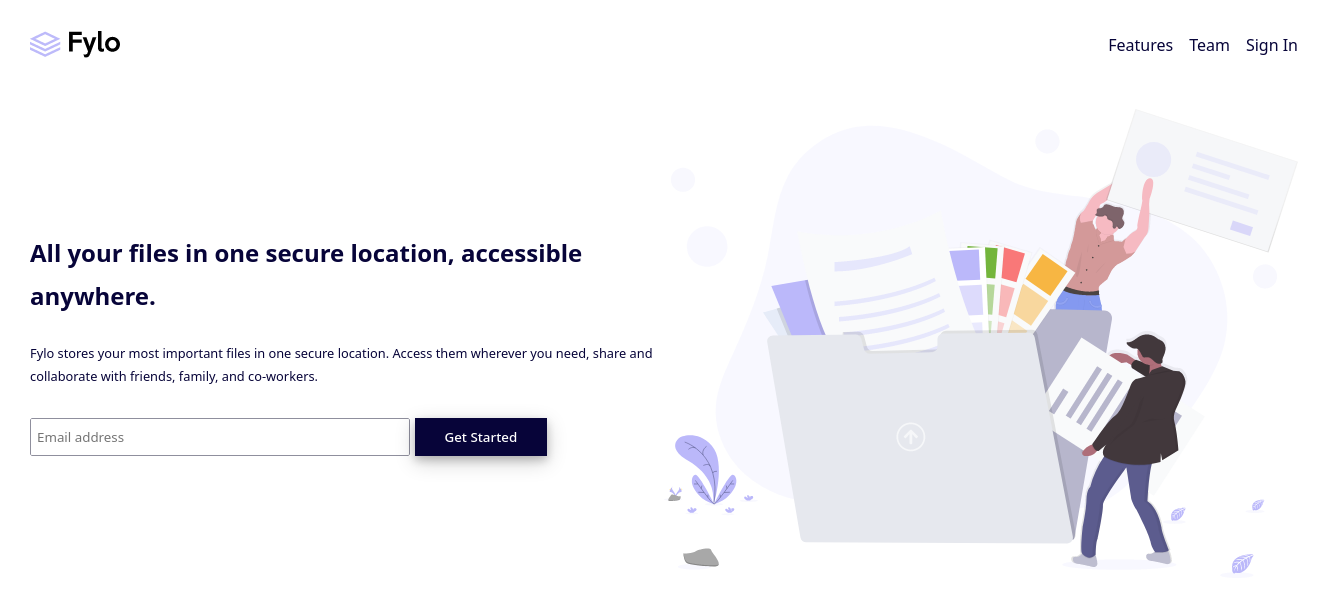 Fylo
Features Team Sign In
All your files in one secure location, accessible
anywhere.
Fylo stores your most important files in one secure location. Access them wherever you need, share and
collaborate with friends, family, and co-workers.
Email address
Get Started